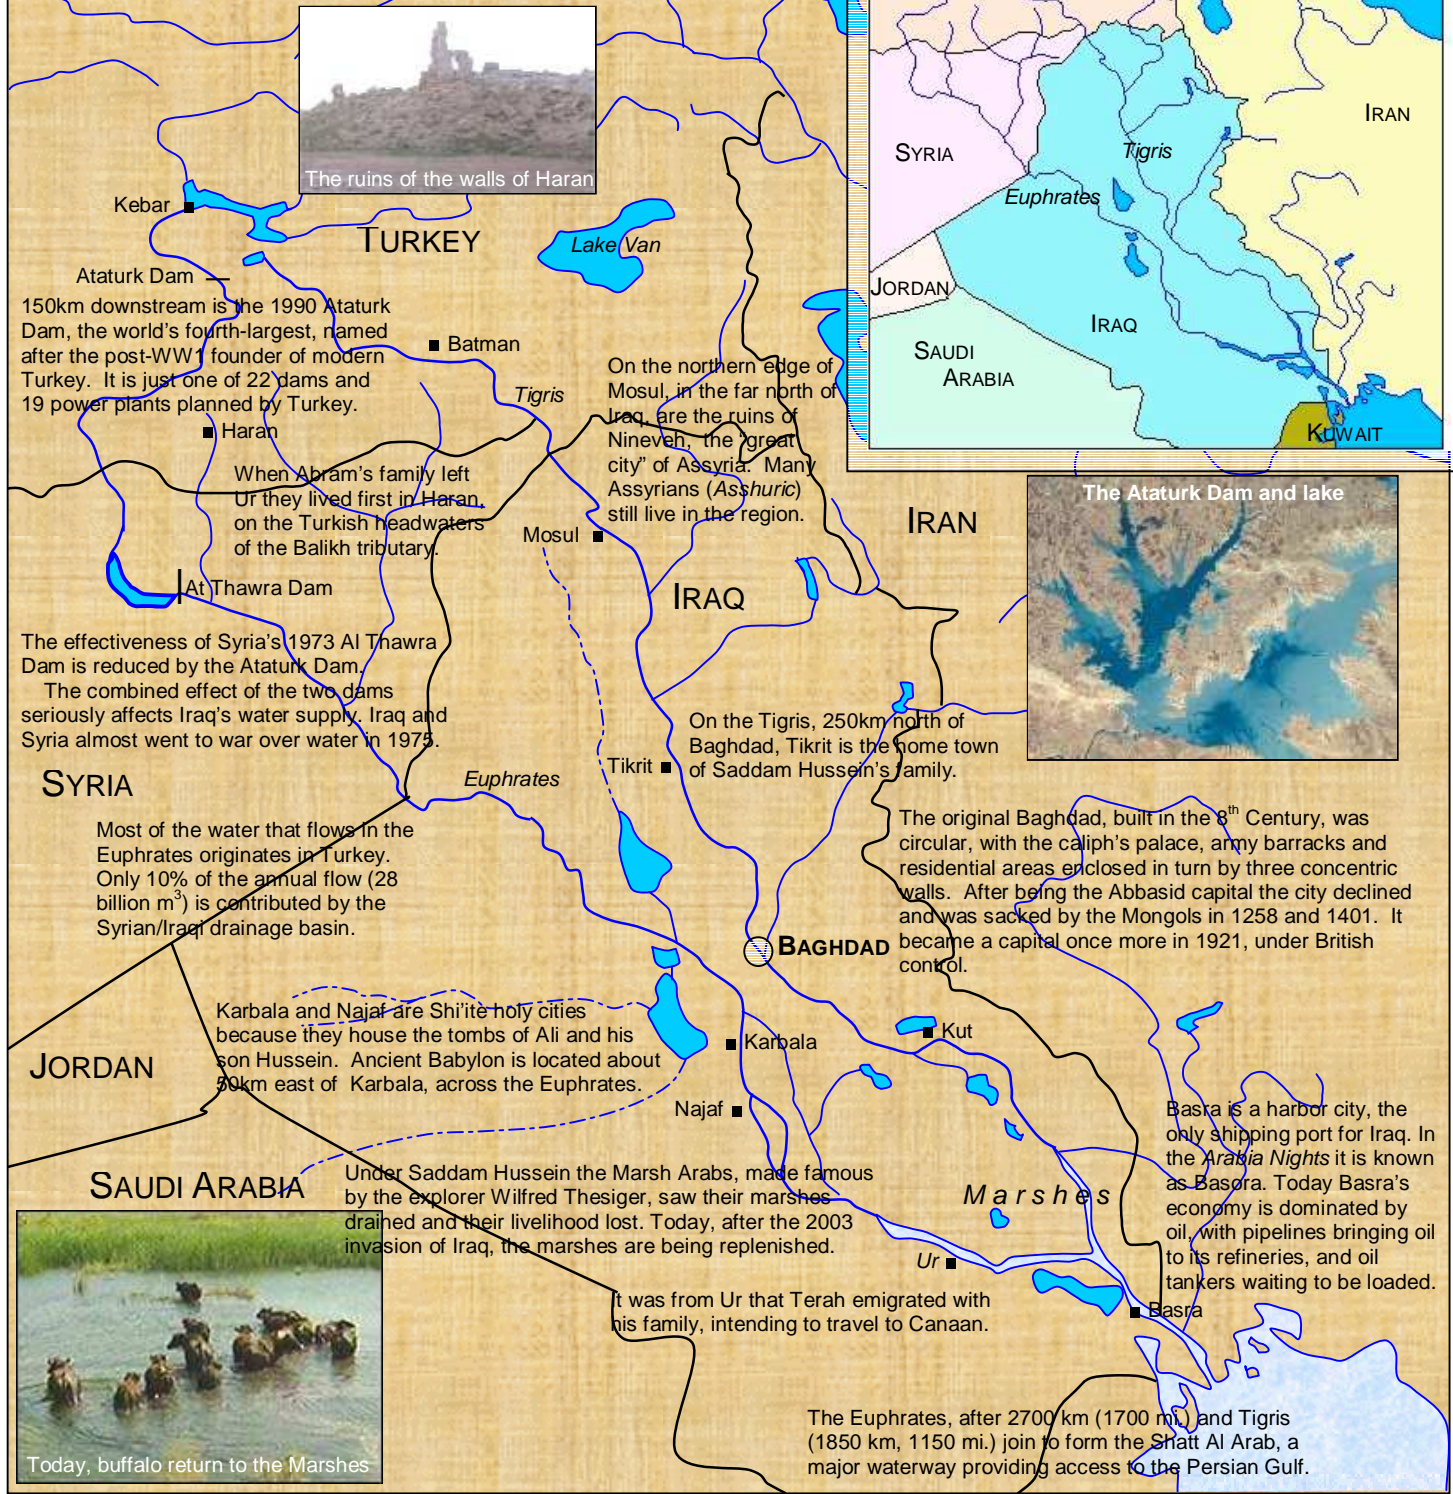 The ruins of the walls of Haran
Kebar
TURKEY
Lake Van
Ataturk Dam
150km downstream is the 1990 Ataturk
Dam, the world's fourth-largest, named
after the post-WW1 founder of modern
Turkey. It is just one of 22 dams and
19 power plants planned by Turkey.
Batman
Tigris
Haran
When Abram's family left
Ur they lived first in Haran,
on the Turkish headwaters
of the Balikh tributary.
On the northern edge of
Mosul, in the far north of
Iraq, are the ruins of
Nineveh, the "great
city" of Assyria. Many
Assyrians (Asshuric)
still live in the region.
IRAN
SYRIA
Tigris
Euphrates
JORDAN
IRAQ
SAUDI
ARABIA
KUWAIT
The Ataturk Dam and lake
IRAN
Mosul
IRAQ
At Thawra Dam
The effectiveness of Syria's 1973 Al Thawra
Dam is reduced by the Ataturk Dam.
The combined effect of the two dams
seriously affects Iraq's water supply. Iraq and
Syria almost went to war over water in 1975.
On the Tigris, 250km north of
Baghdad, Tikrit is the home town
of Saddam Hussein's family.
Tikrit
SYRIA
Euphrates
Most of the water that flows in the
Euphrates originates in Turkey.
Only 10% of the annual flow (28
billion m³) is contributed by the
Syrian/Iraqi drainage basin.
The original Baghdad, built in the 8th Century, was
circular, with the caliph's palace, army barracks and
residential areas enclosed in turn by three concentric
walls. After being the Abbasid capital the city declined
and was sacked by the Mongols in 1258 and 1401. It
became a capital once more in 1921, under British
control.
BAGHDAD
Karbala and Najaf are Shi'ite holy cities
because they house the tombs of Ali and his
son Hussein. Ancient Babylon is located about
50km east of Karbala, across the Euphrates.
Karbala
Kut
JORDAN
Najaf
Basra is a harbor city, the
only shipping port for Iraq. In
the Arabia Nights it is known
as Basora. Today Basra's
economy is dominated by
oil, with pipelines bringing oil
to its refineries, and oil
tankers waiting to be loaded.
SAUDI ARABIA
Under Saddam Hussein the Marsh Arabs, made famous
by the explorer Wilfred Thesiger, saw their marshes
drained and their livelihood lost. Today, after the 2003
invasion of Iraq, the marshes are being replenished.
Marshes
Ur
It was from Ur that Terah emigrated with
his family, intending to travel to Canaan.
Basra
Today, buffalo return to the Marshes
The Euphrates, after 2700 km (1700 mi.) and Tigris
(1850 km, 1150 mi.) join to form the Shatt Al Arab, a
major waterway providing access to the Persian Gulf.